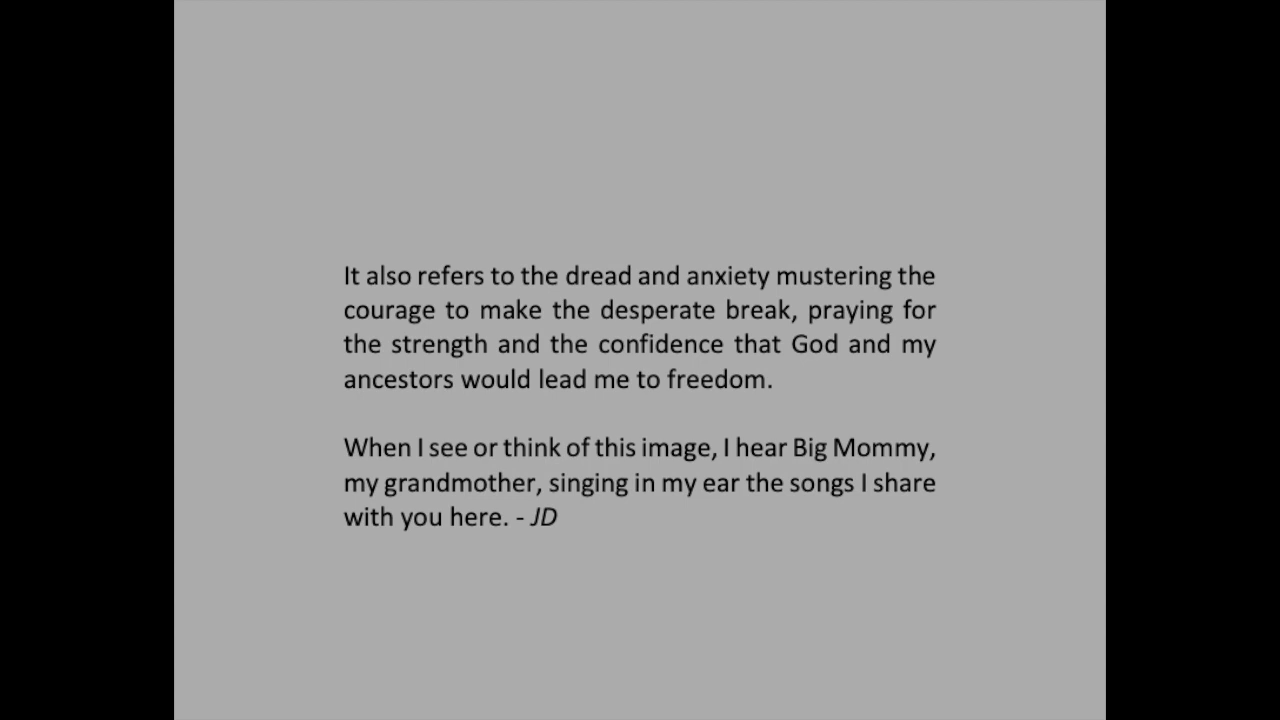 It also refers to the dread and anxiety mustering the
courage to make the desperate break, praying for
the strength and the confidence that God and my
ancestors would lead me to freedom.
When I see or think of this image, I hear Big Mommy,
my grandmother, singing in my ear the songs I share
with you here. - JD